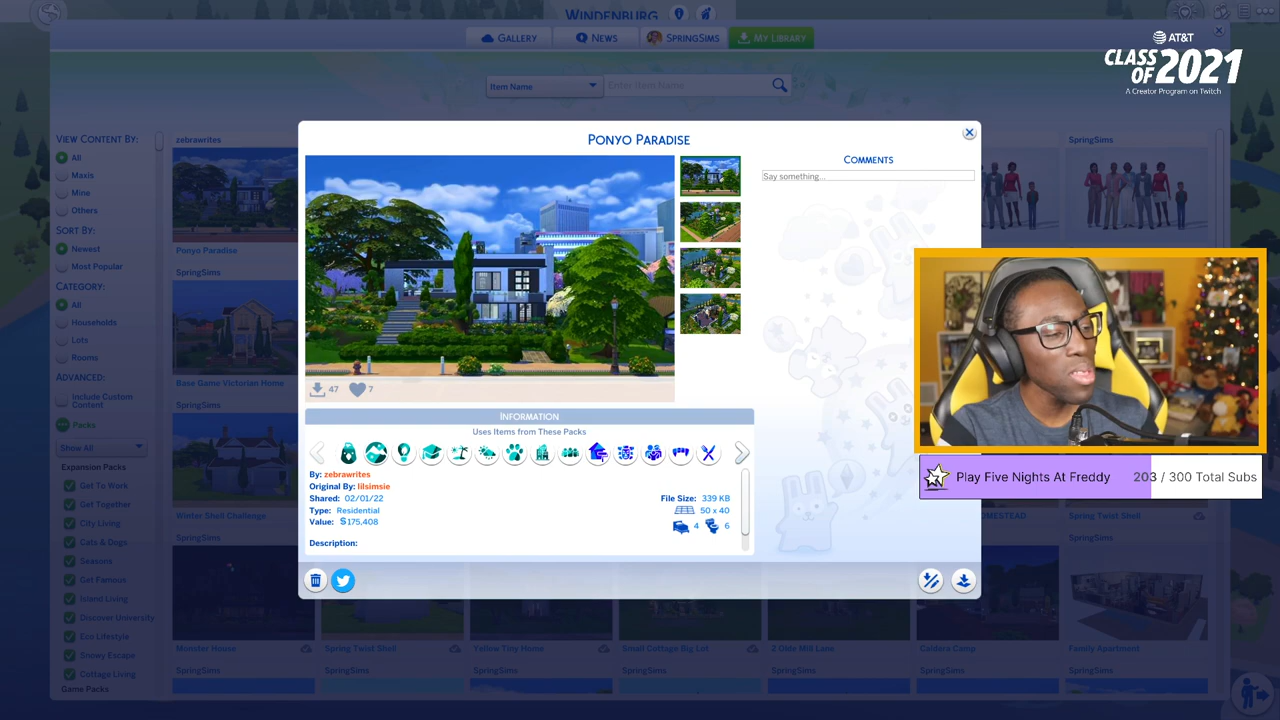 WINDENBURG
GALLERY
NEWS
SPRINGSIMS
MY LIBRARY
AT&T
CLASS
OF 2021
A Creator Program on Twitch
Item Name
Enter Item Name
VIEW CONTENT BY:
All
Maxis
Mine
Others
SORT BY:
Newest
Most Popular
CATEGORY:
All
Households
Lots
Rooms
ADVANCED:
Include Custom
Content
Packs
Show All
Expansion Packs
Get To Work
Get Together
City Living
Cats & Dogs
Seasons
Get Famous
Island Living
Discover University
Eco Lifestyle
Snowy Escape
Cottage Living
Game Packs
zebrawrites
Ponyo Paradise
SpringSims
Base Game Victorian Home
SpringSims
Winter Shell Challenge
SpringSims
Monster House
SpringSims
PONYO PARADISE
47
7
COMMENTS
Say something...
INFORMATION
Uses Items from These Packs
By: zebrawrites
Original By: lilsimsie
Shared: 02/01/22
Type: Residential
Value: §175,408
File Size: 339 KB
50 x 40
4
6
Description:
SpringSims
Play Five Nights At Freddy
203 / 300 Total Subs
OMESTEAD
Spring Twist Shell
SpringSims
Spring Twist Shell
Yellow Tiny Home
Small Cottage Big Lot
Z Olde Mill Lane
Caldera Camp
Family Apartment
SpringSims
SpringSims
SpringSims
SpringSims
SpringSims
SpringSims